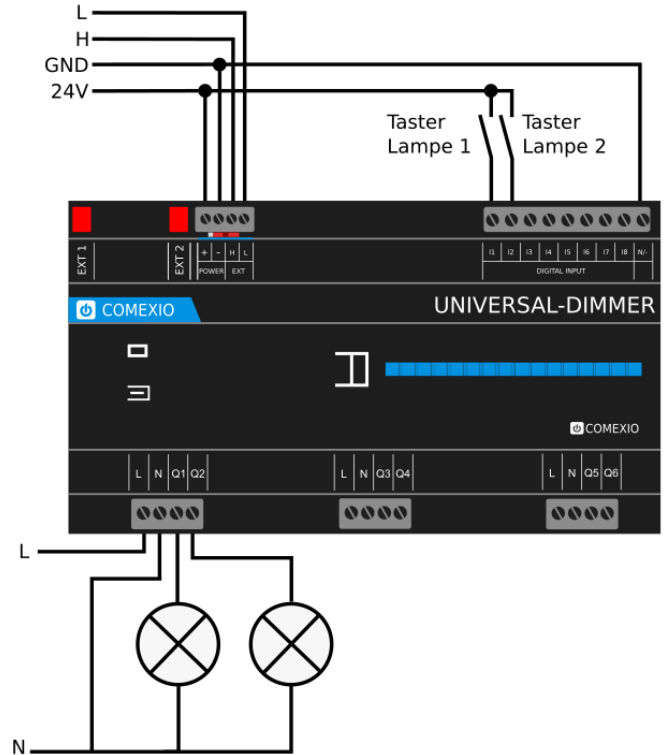 L
H
GND
24V
Taster
Lampe 1
Taster
Lampe 2
EXT 1
EXT 2
+ - H L
POWER EXT
I1 I2 I3 I4 I5 I6 I7 I8 N/-
DIGITAL INPUT
COMEXIO
UNIVERSAL-DIMMER
COMEXIO
L N Q1 Q2
L N Q3 Q4
L N Q5 Q6
L
N